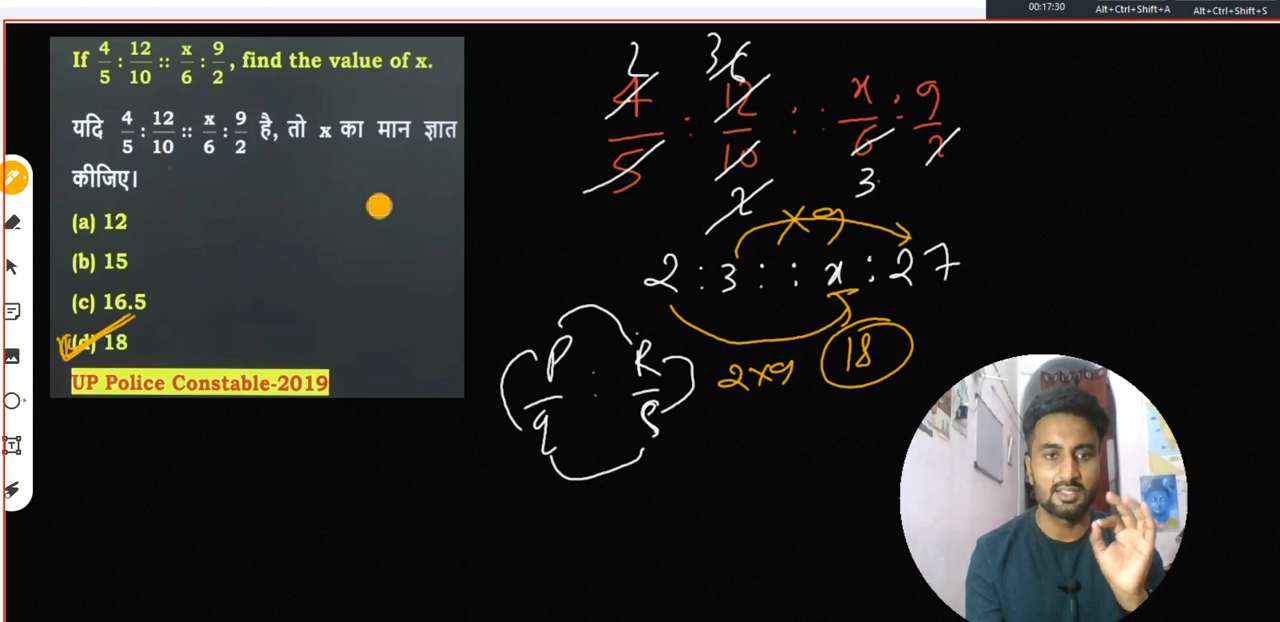 00:17:30 Alt+Ctrl+Shift+A Alt+Ctrl+Shift+S
If 4/5 : 12/10 :: x/6 : 9/2, find the value of x.
यदि 4/5 : 12/10 :: x/6 : 9/2 है, तो x का मान ज्ञात
कीजिए।
(a) 12
(b) 15
(c) 16.5
(d) 18
UP Police Constable-2019
2 3 6
4/5 : 12/10 :: x/6 : 9/2
2 3
×9
2 : 3 :: x : 27
2×9 18
P R
q S